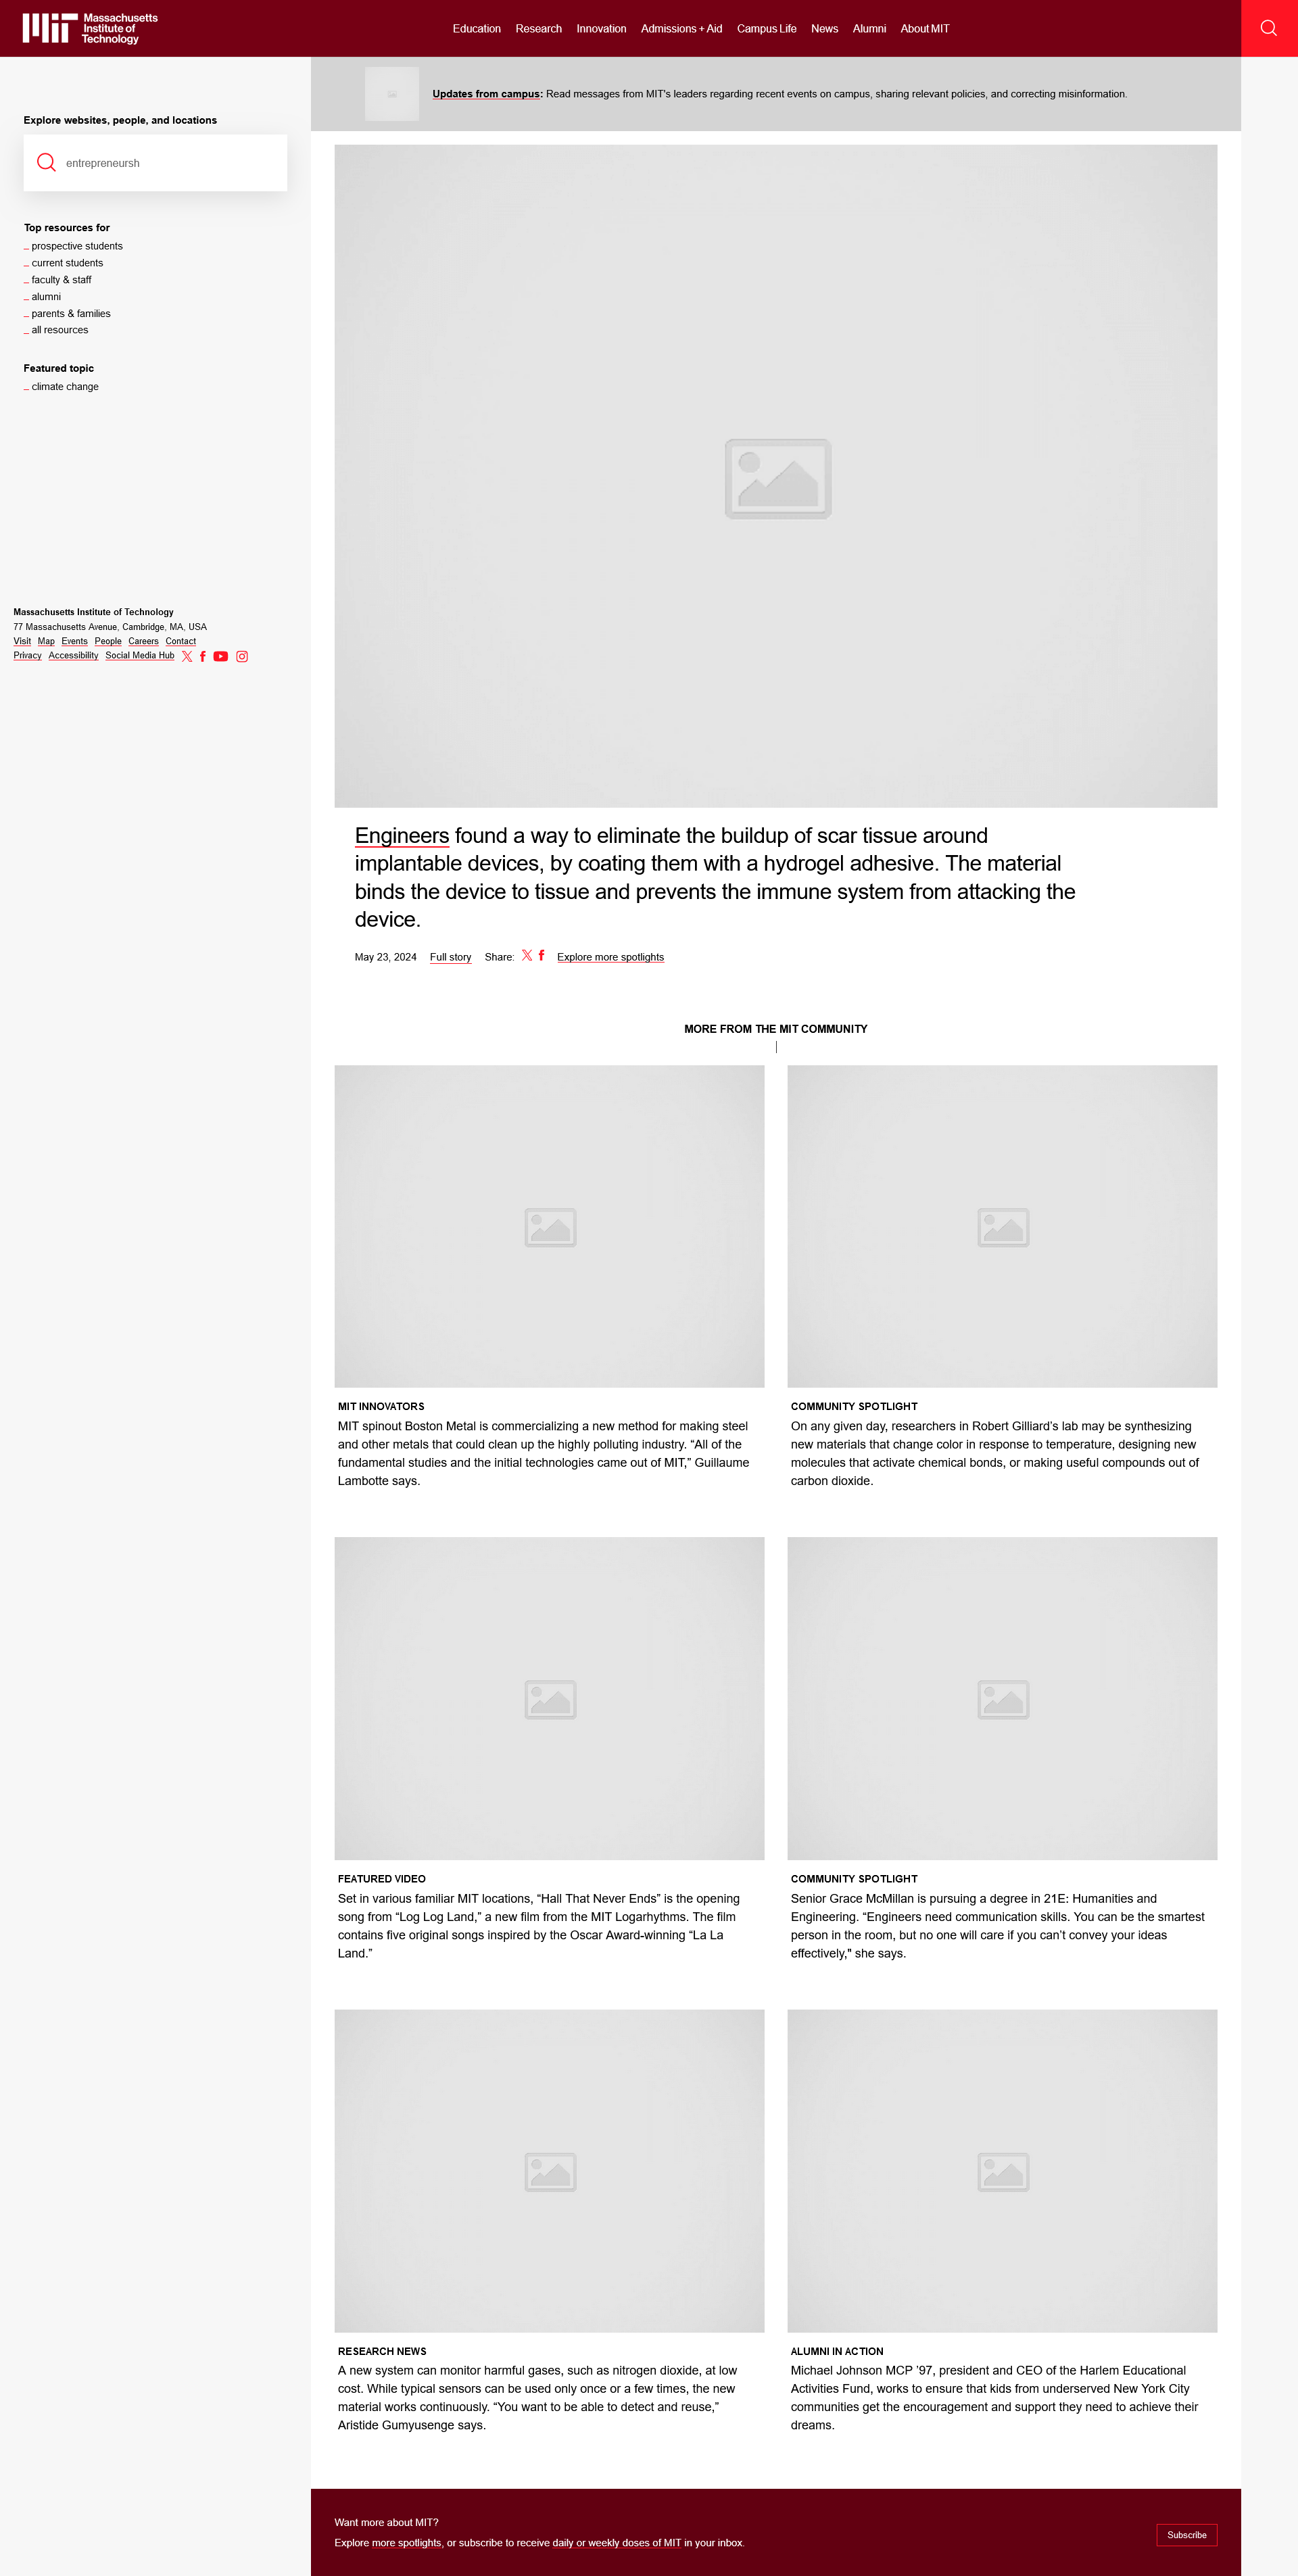 Massachusetts
Institute of
Technology
Education Research Innovation Admissions + Aid Campus Life News Alumni About MIT
Updates from campus: Read messages from MIT's leaders regarding recent events on campus, sharing relevant policies, and correcting misinformation.
Explore websites, people, and locations
entrepreneursh
Top resources for
prospective students
current students
faculty & staff
alumni
parents & families
all resources
Featured topic
climate change
Massachusetts Institute of Technology
77 Massachusetts Avenue, Cambridge, MA, USA
Visit Map Events People Careers Contact
Privacy Accessibility Social Media Hub
Engineers found a way to eliminate the buildup of scar tissue around
implantable devices, by coating them with a hydrogel adhesive. The material
binds the device to tissue and prevents the immune system from attacking the
device.
May 23, 2024 Full story Share: Explore more spotlights
MORE FROM THE MIT COMMUNITY
MIT INNOVATORS
MIT spinout Boston Metal is commercializing a new method for making steel
and other metals that could clean up the highly polluting industry. “All of the
fundamental studies and the initial technologies came out of MIT,” Guillaume
Lambotte says.
COMMUNITY SPOTLIGHT
On any given day, researchers in Robert Gilliard’s lab may be synthesizing
new materials that change color in response to temperature, designing new
molecules that activate chemical bonds, or making useful compounds out of
carbon dioxide.
FEATURED VIDEO
Set in various familiar MIT locations, “Hall That Never Ends” is the opening
song from “Log Log Land,” a new film from the MIT Logarhythms. The film
contains five original songs inspired by the Oscar Award-winning “La La
Land.”
COMMUNITY SPOTLIGHT
Senior Grace McMillan is pursuing a degree in 21E: Humanities and
Engineering. “Engineers need communication skills. You can be the smartest
person in the room, but no one will care if you can’t convey your ideas
effectively," she says.
RESEARCH NEWS
A new system can monitor harmful gases, such as nitrogen dioxide, at low
cost. While typical sensors can be used only once or a few times, the new
material works continuously. “You want to be able to detect and reuse,”
Aristide Gumyusenge says.
ALUMNI IN ACTION
Michael Johnson MCP ’97, president and CEO of the Harlem Educational
Activities Fund, works to ensure that kids from underserved New York City
communities get the encouragement and support they need to achieve their
dreams.
Want more about MIT?
Explore more spotlights, or subscribe to receive daily or weekly doses of MIT in your inbox.
Subscribe